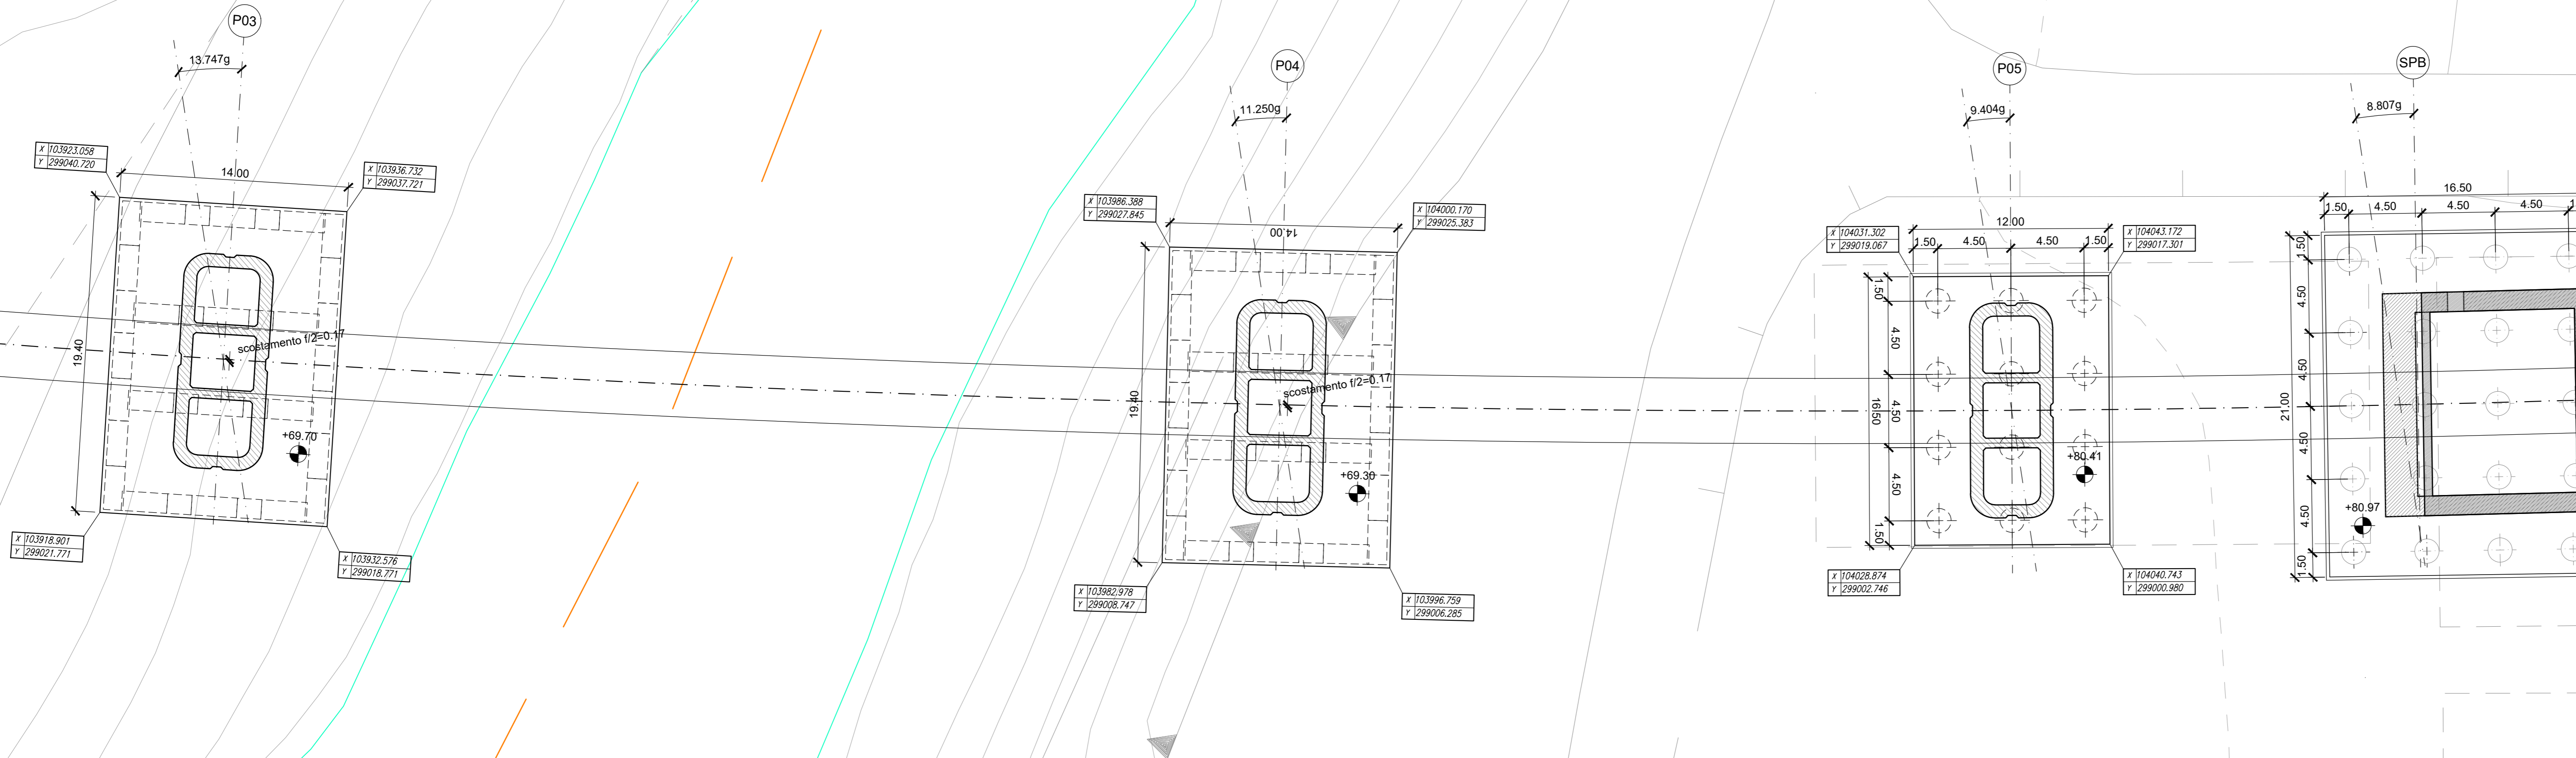 P03
13.747g
X 103923.058
Y 299040.720
X 103936.732
Y 299037.721
14.00
19.40
scostamento f/2=0.17
+69.70
X 103918.901
Y 299021.771
X 103932.576
Y 299018.771
P04
11.250g
X 103986.388
Y 299027.845
X 104000.170
Y 299025.383
14.00
19.40
scostamento f/2=0.17
+69.30
X 103982.978
Y 299008.747
X 103996.759
Y 299006.285
P05
9.404g
X 104031.302
Y 299019.067
X 104043.172
Y 299017.301
12.00
1.50
4.50
4.50
1.50
1.50
4.50
16.50
4.50
4.50
1.50
+80.41
X 104028.874
Y 299002.746
X 104040.743
Y 299000.980
SPB
8.807g
16.50
1.50
4.50
4.50
4.50
1
1.50
4.50
4.50
21.00
4.50
4.50
1.50
+80.97